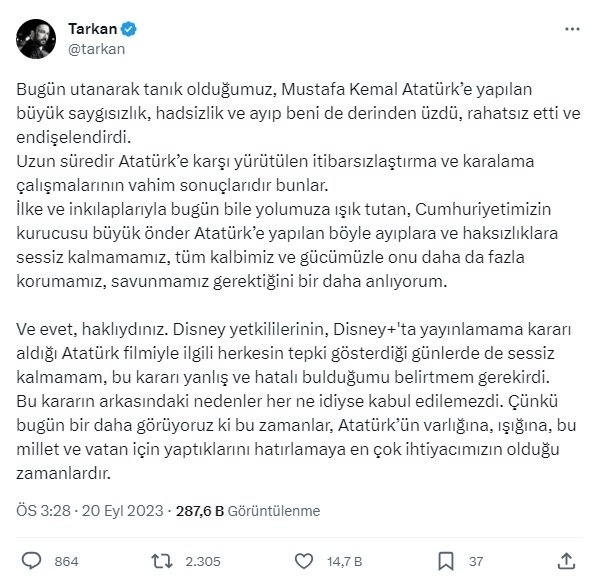 Tarkan
@tarkan
Bugün utanarak tanık olduğumuz, Mustafa Kemal Atatürk’e yapılan
büyük saygısızlık, hadsizlik ve ayıp beni de derinden üzdü, rahatsız etti ve
endişelendirdi.
Uzun süredir Atatürk’e karşı yürütülen itibarsızlaştırma ve karalama
çalışmalarının vahim sonuçlarıdır bunlar.
İlke ve inkılaplarıyla bugün bile yolumuza ışık tutan, Cumhuriyetimizin
kurucusu büyük önder Atatürk’e yapılan böyle ayıplara ve haksızlıklara
sessiz kalmamamız, tüm kalbimiz ve gücümüzle onu daha da fazla
korumamız, savunmamız gerektiğini bir daha anlıyorum.
Ve evet, haklıydınız. Disney yetkililerinin, Disney+'ta yayınlamama kararı
aldığı Atatürk filmiyle ilgili herkesin tepki gösterdiği günlerde de sessiz
kalmamam, bu kararı yanlış ve hatalı bulduğumu belirtmem gerekirdi.
Bu kararın arkasındaki nedenler her ne idiyse kabul edilemezdi. Çünkü
bugün bir daha görüyoruz ki bu zamanlar, Atatürk’ün varlığına, ışığına, bu
millet ve vatan için yaptıklarını hatırlamaya en çok ihtiyacımızın olduğu
zamanlardır.
ÖS 3:28 · 20 Eyl 2023 · 287,6 B Görüntülenme
864 2.305 14,7 B 37